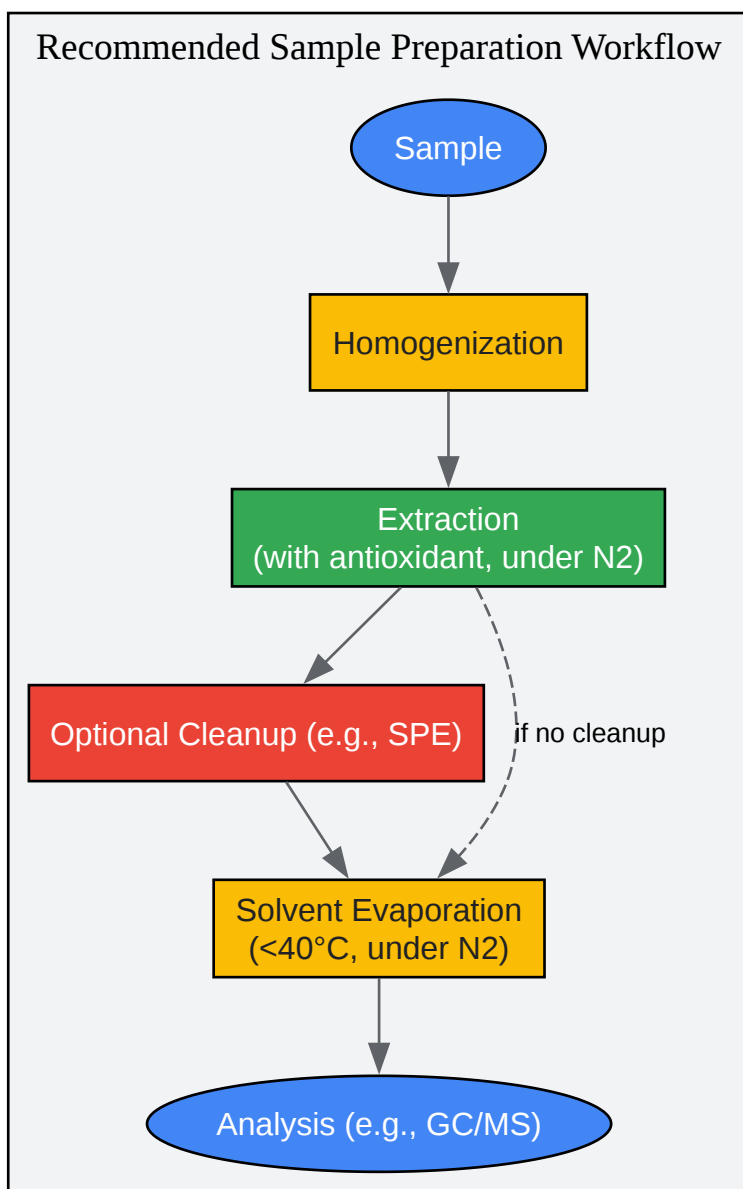 Recommended Sample Preparation Workflow
Sample
Homogenization
Extraction
(with antioxidant, under N2)
Optional Cleanup (e.g., SPE)
if no cleanup
Solvent Evaporation
(<40°C, under N2)
Analysis (e.g., GC/MS)